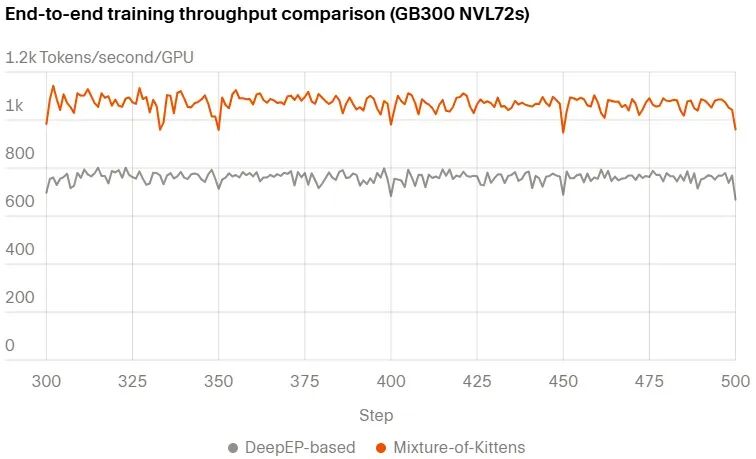 End-to-end training throughput comparison (GB300 NVL72s)
1.2k Tokens/second/GPU
1k
800
600
400
200
0
300 325 350 375 400 425 450 475 500
Step
DeepEP-based Mixture-of-Kittens